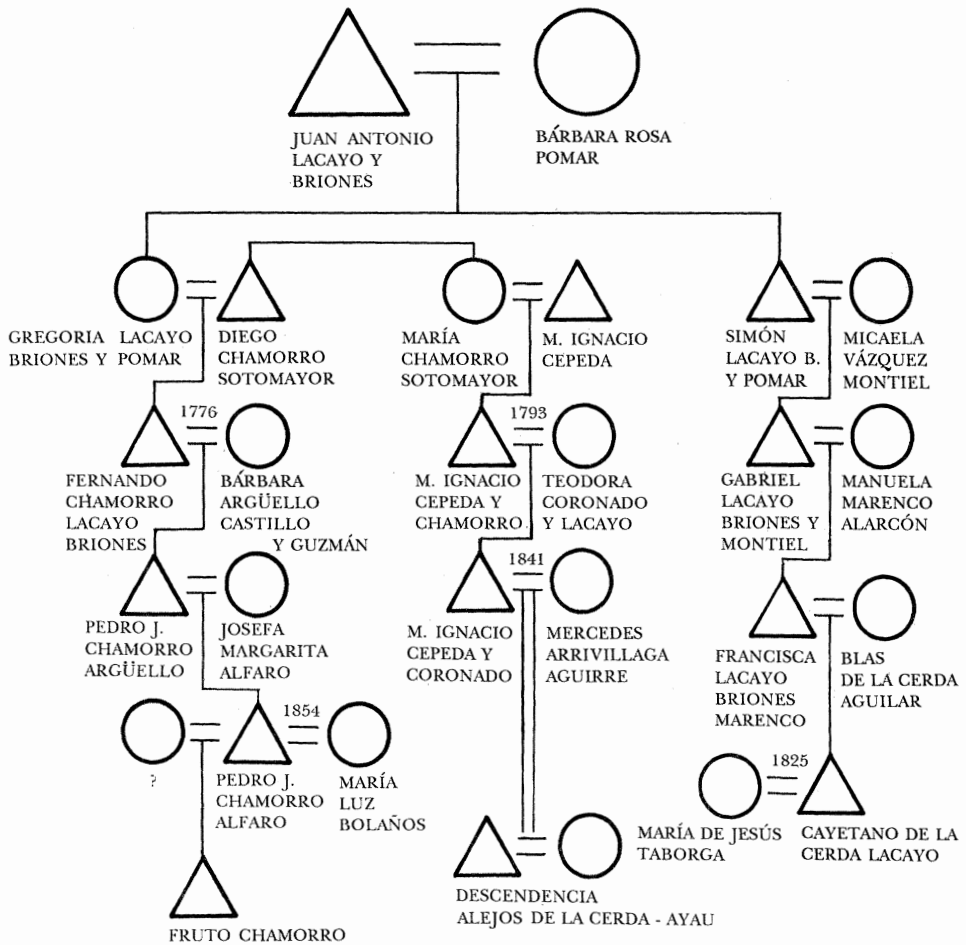 JUAN ANTONIO
LACAYO Y
BRIONES
BÁRBARA ROSA
POMAR
GREGORIA LACAYO
BRIONES Y POMAR
DIEGO
CHAMORRO
SOTOMAYOR
MARÍA
CHAMORRO
SOTOMAYOR
M. IGNACIO
CEPEDA
SIMÓN
LACAYO B.
Y POMAR
MICAELA
VÁZQUEZ
MONTIEL
1776
FERNANDO
CHAMORRO
LACAYO
BRIONES
BÁRBARA
ARGÜELLO
CASTILLO
Y GUZMÁN
1793
M. IGNACIO
CEPEDA Y
CHAMORRO
TEODORA
CORONADO
Y LACAYO
GABRIEL
LACAYO
BRIONES Y
MONTIEL
MANUELA
MARENCO
ALARCÓN
PEDRO J.
CHAMORRO
ARGÜELLO
JOSEFA
MARGARITA
ALFARO
1841
M. IGNACIO
CEPEDA Y
CORONADO
MERCEDES
ARRIVILLAGA
AGUIRRE
FRANCISCA
LACAYO
BRIONES
MARENCO
BLAS
DE LA CERDA
AGUILAR
?
1854
PEDRO J.
CHAMORRO
ALFARO
MARÍA
LUZ
BOLAÑOS
1825
MARÍA DE JESÚS
TABORGA
CAYETANO DE LA
CERDA LACAYO
FRUTO CHAMORRO
DESCENDENCIA
ALEJOS DE LA CERDA - AYAU